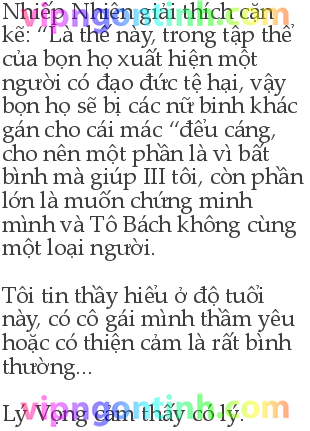 Nhiếp Nhiên giải thích cặn
kẽ: “Là thế này, trong tập thể
của bọn họ xuất hiện một
người có đạo đức tệ hại, vậy
bọn họ sẽ bị các nữ binh khác
gán cho cái mác “đểu cáng,
cho nên một phần là vì bất
bình mà giúp III tôi, còn phần
lớn là muốn chứng minh
mình và Tô Bách không cùng
một loại người.
Tôi tin thầy hiểu ở độ tuổi
này, có cô gái mình thầm yêu
hoặc có thiện cảm là rất bình
thường...
Lý Vọng cảm thấy có lý.
vipngontinh.com
vipngontinh.com
vipngontinh.com